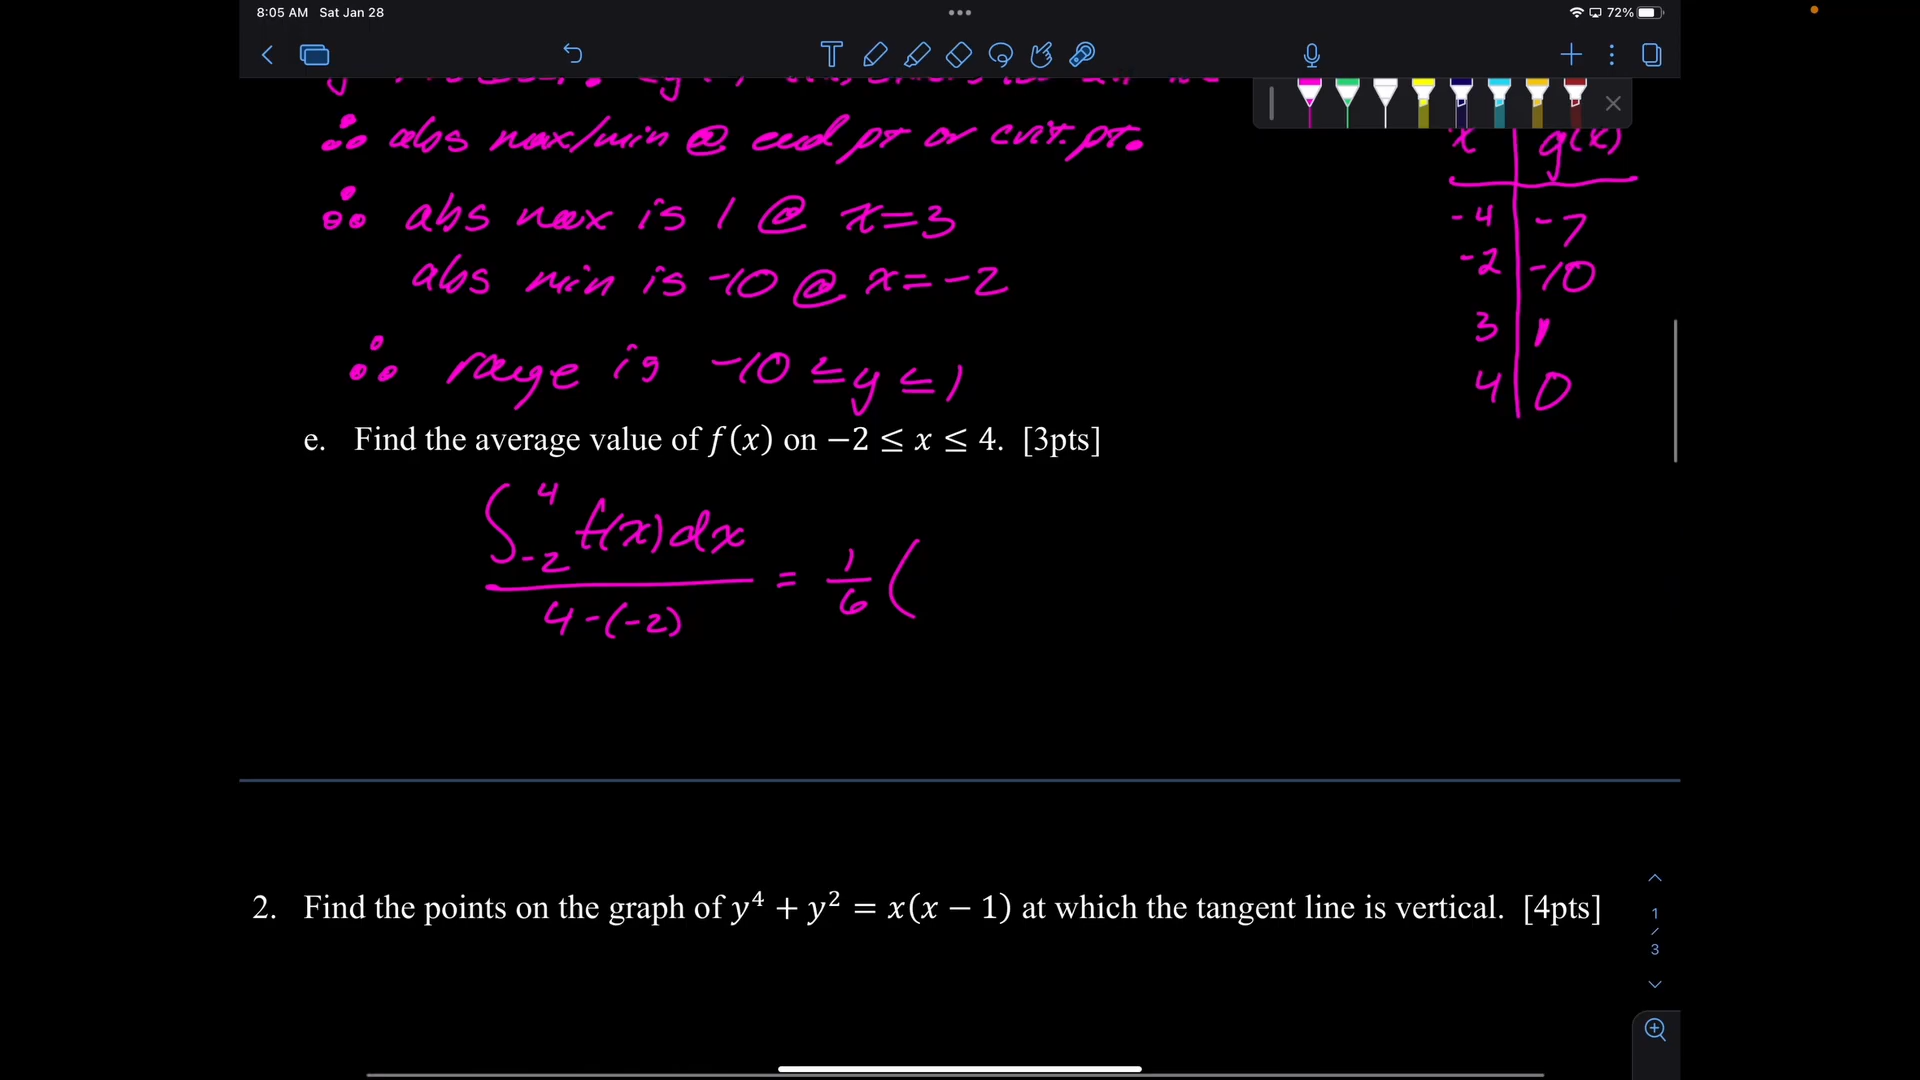 8:05 AM Sat Jan 28
72%
∴ abs max/min @ end pt or crit. pt.
x | g(x)
∴ abs max is 1 @ x=3
-4 | -7
abs min is -10 @ x=-2
-2 | -10
3 | 1
∴ range is -10 ≤ y ≤ 1
4 | 0
e. Find the average value of f(x) on −2 ≤ x ≤ 4. [3pts]
∫_{-2}^{4} f(x)dx
= 1/6 (
4-(-2)
2. Find the points on the graph of y⁴ + y² = x(x − 1) at which the tangent line is vertical. [4pts]
1
/
3